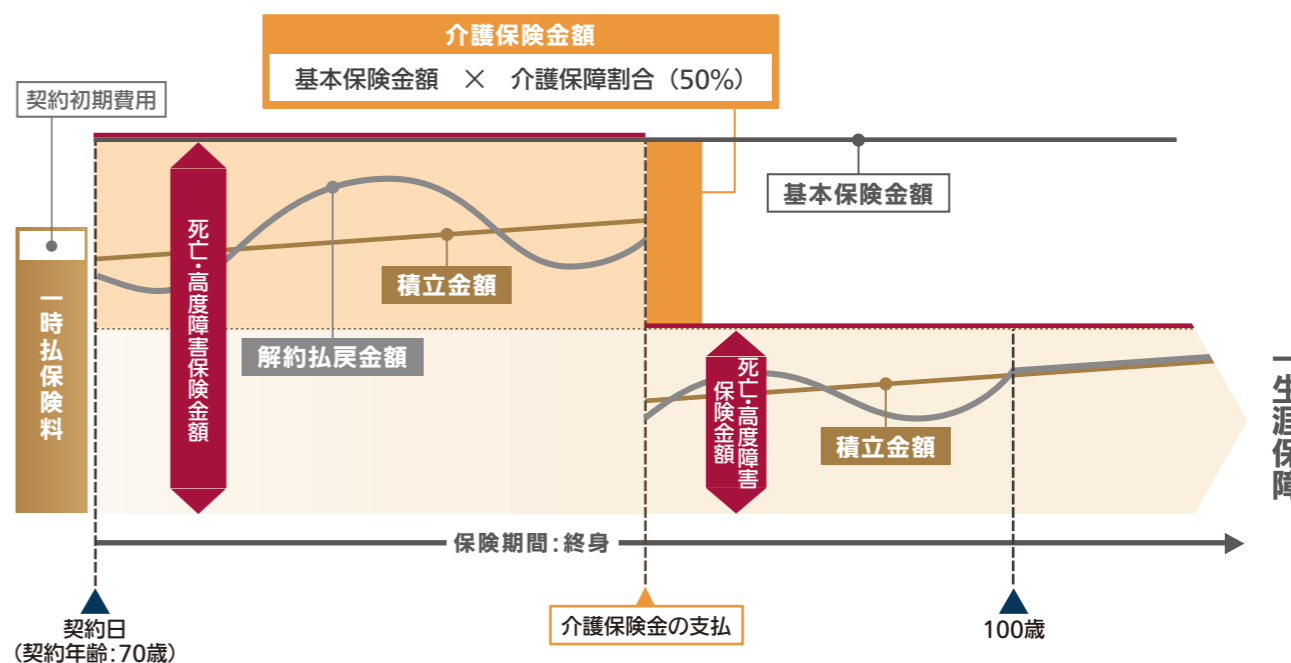 介護保険金額
基本保険金額 × 介護保障割合（50%）
契約初期費用
基本保険金額
一時払保険料
死亡・高度障害保険金額
積立金額
解約払戻金額
死亡・高度障害
保険金額
積立金額
一生涯保障
保険期間：終身
契約日
（契約年齢：70歳）
介護保険金の支払
100歳